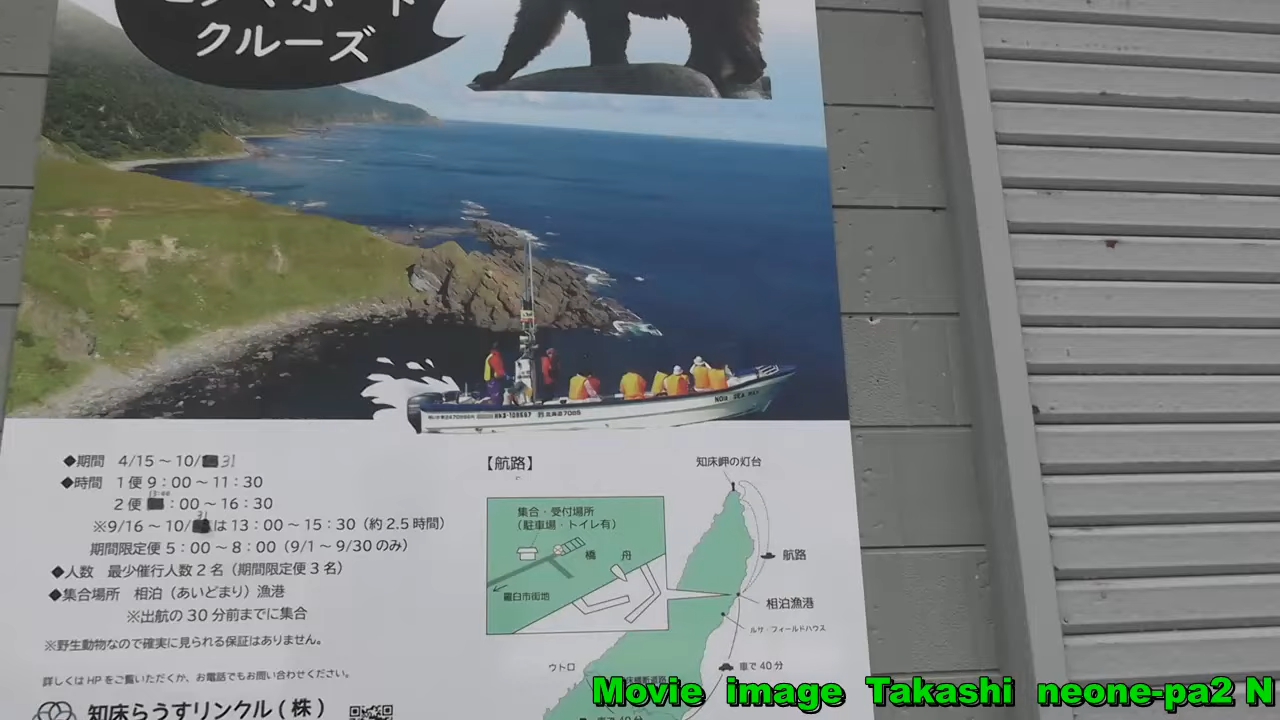 クルーズ
◆期間 4/15～10/31
◆時間 1便 9：00～11：30
2便 ：00～16：30
※9/16～10/31は13：00～15：30（約2.5時間）
期間限定便 5：00～8：00（9/1～9/30のみ）
◆人数 最少催行人数2名（期間限定便3名）
◆集合場所 相泊（あいどまり）漁港
※出航の30分前までに集合
※野生動物なので確実に見られる保証はありません。
詳しくはHPをご覧いただくか、お電話でもお問い合わせください。
知床らうすリンクル(株)
【航路】
知床岬の灯台
集合・受付場所
（駐車場・トイレ有）
橋 舟
羅臼市街地
航路
相泊漁港
ルサ・フィールドハウス
ウトロ
車で40分
Movie image Takashi neone-pa2 N